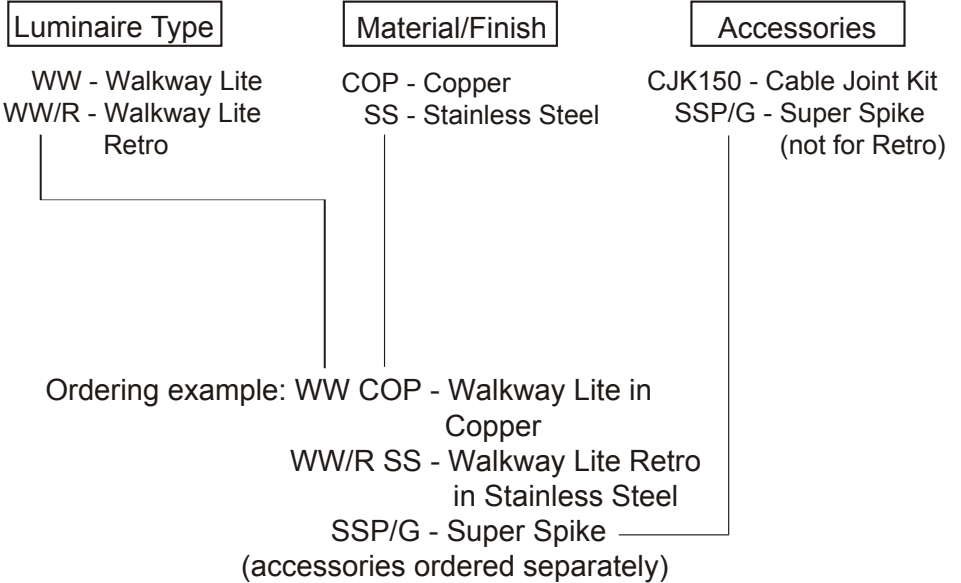 Luminaire Type
WW - Walkway Lite
WW/R - Walkway Lite
Retro
Material/Finish
COP - Copper
SS - Stainless Steel
Accessories
CJK150 - Cable Joint Kit
SSP/G - Super Spike
(not for Retro)
Ordering example: WW COP - Walkway Lite in
Copper
WW/R SS - Walkway Lite Retro
in Stainless Steel
SSP/G - Super Spike
(accessories ordered separately)